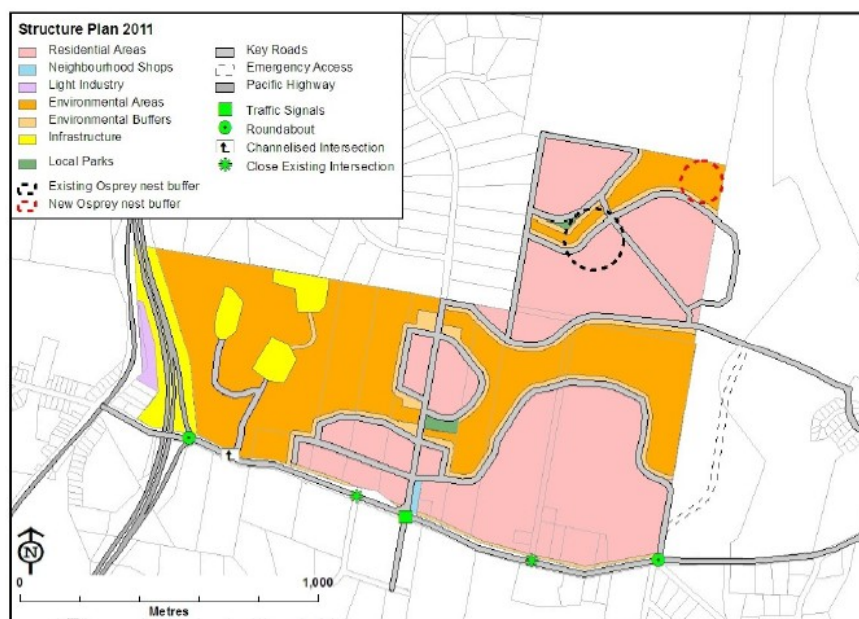 Structure Plan 2011
Residential Areas
Neighbourhood Shops
Light Industry
Environmental Areas
Environmental Buffers
Infrastructure
Local Parks
Existing Osprey nest buffer
New Osprey nest buffer
Key Roads
Emergency Access
Pacific Highway
Traffic Signals
Roundabout
Channelised Intersection
Close Existing Intersection
N
0 1,000
Metres